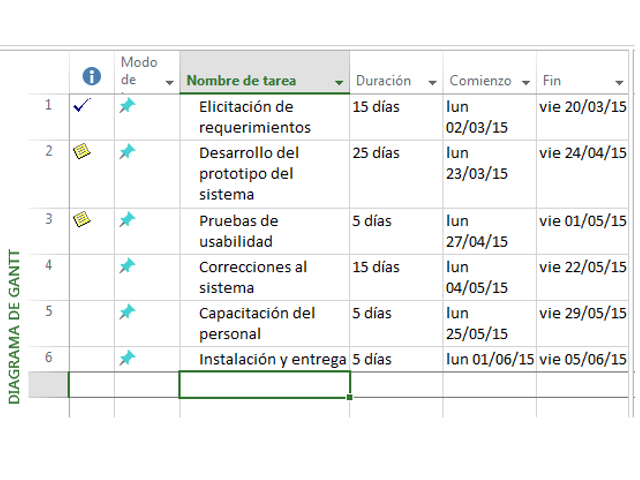 Modo
de
Nombre de tarea
Duración
Comienzo
Fin
1
Elicitación de
requerimientos
15 días
lun
02/03/15
vie 20/03/15
2
Desarrollo del
prototipo del
sistema
25 días
lun
23/03/15
vie 24/04/15
3
Pruebas de
usabilidad
5 días
lun
27/04/15
vie 01/05/15
4
Correcciones al
sistema
15 días
lun
04/05/15
vie 22/05/15
5
Capacitación del
personal
5 días
lun
25/05/15
vie 29/05/15
6
Instalación y entrega
5 días
lun 01/06/15
vie 05/06/15
DIAGRAMA DE GANTT